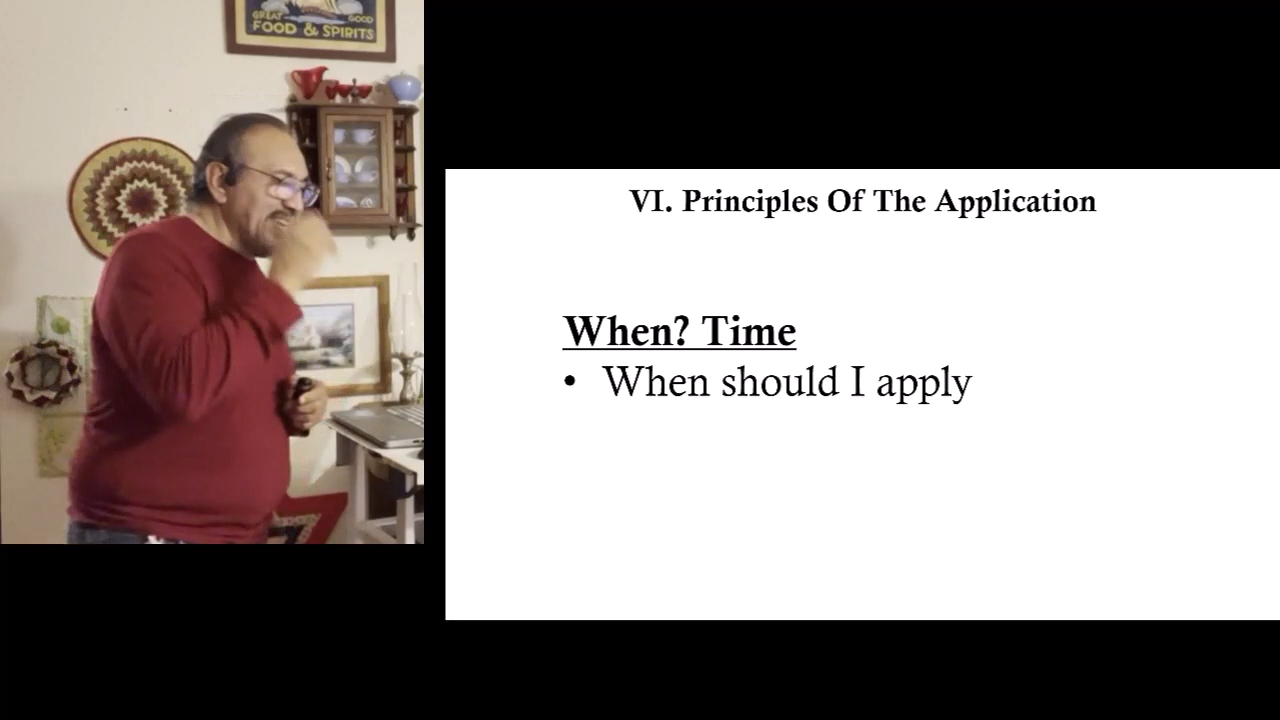 GREAT GOOD
FOOD & SPIRITS
VI. Principles Of The Application
When? Time
• When should I apply